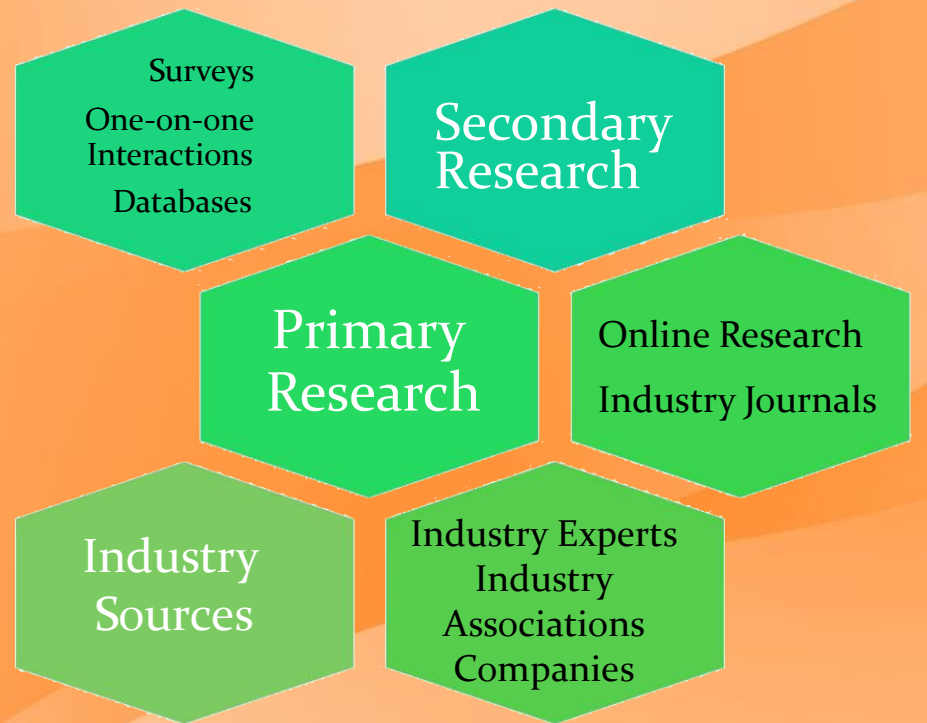 Surveys
One-on-one
Interactions
Databases
Secondary
Research
Primary
Research
Online Research
Industry Journals
Industry
Sources
Industry Experts
Industry
Associations
Companies